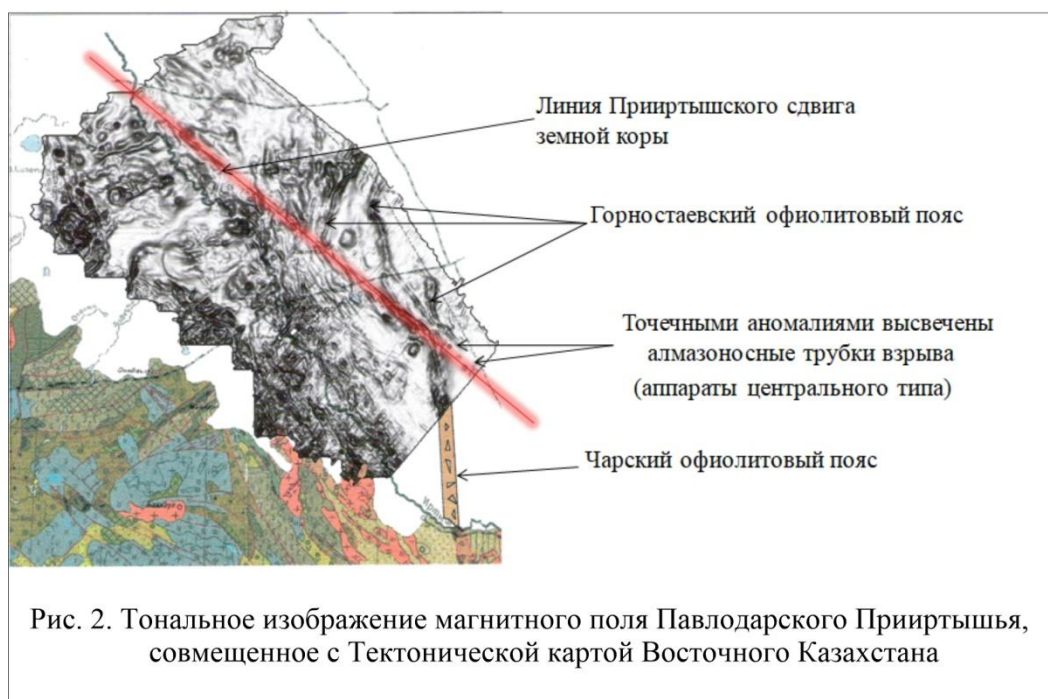 Линия Прииртышского сдвига
земной коры
Горностаевский офиолитовый пояс
Точечными аномалиями высвечены
алмазоносные трубки взрыва
(аппараты центрального типа)
Чарский офиолитовый пояс
Рис. 2. Тональное изображение магнитного поля Павлодарского Прииртышья,
совмещенное с Тектонической картой Восточного Казахстана